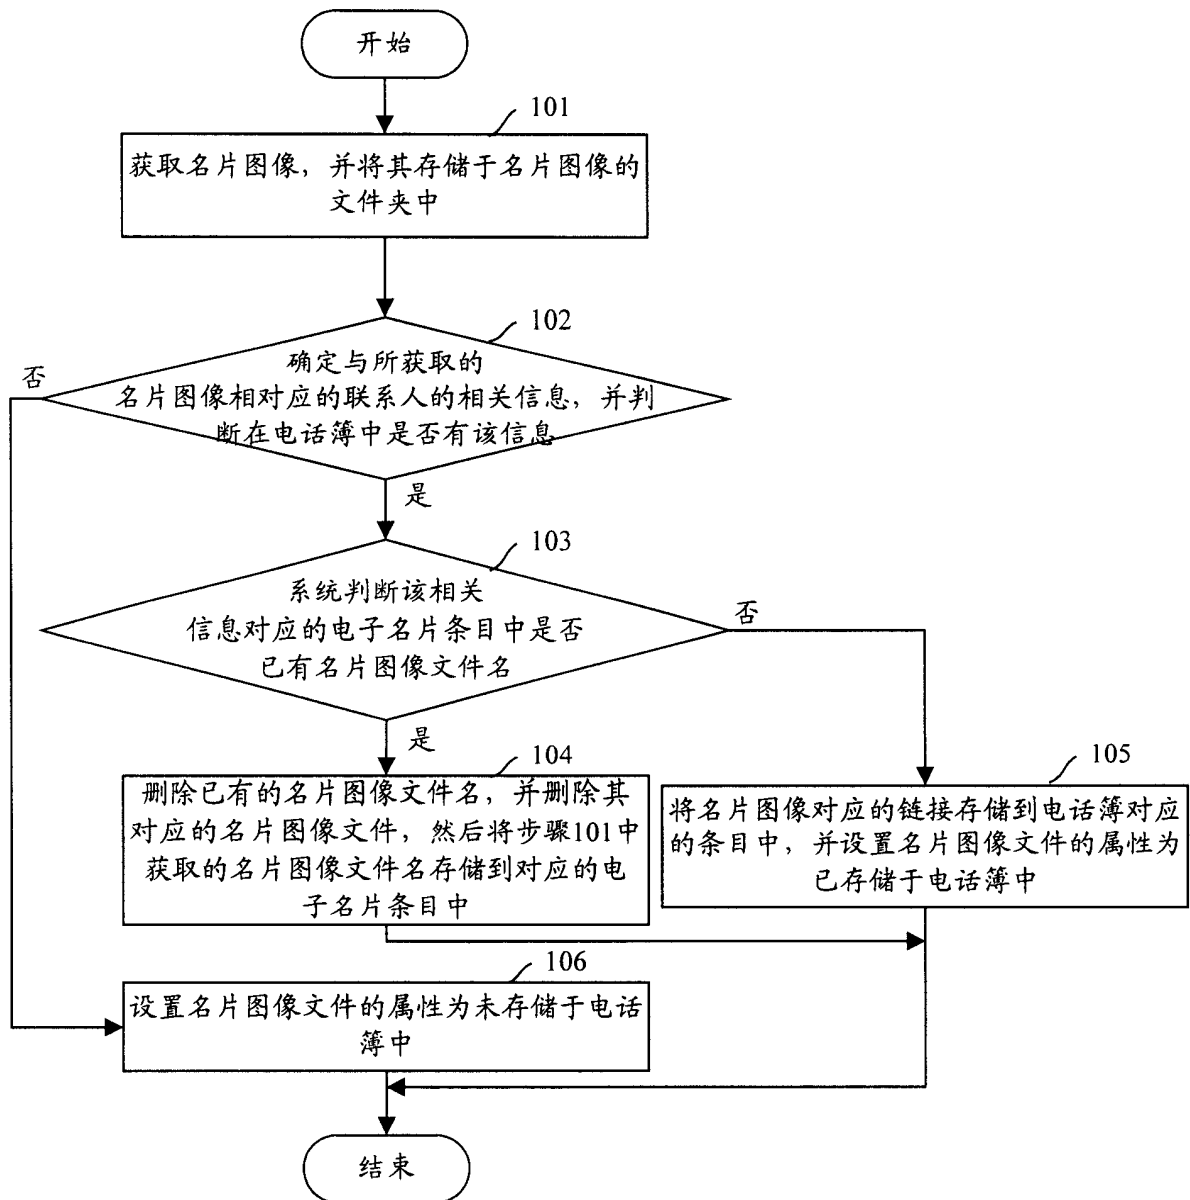 开始
101
获取名片图像，并将其存储于名片图像的
文件夹中
102
确定与所获取的
名片图像相对应的联系人的相关信息，并判
断在电话簿中是否有该信息
否
是
103
系统判断该相关
信息对应的电子名片条目中是否
已有名片图像文件名
否
是
104
删除已有的名片图像文件名，并删除其
对应的名片图像文件，然后将步骤101中
获取的名片图像文件名存储到对应的电
子名片条目中
105
将名片图像对应的链接存储到电话簿对应
的条目中，并设置名片图像文件的属性为
已存储于电话簿中
106
设置名片图像文件的属性为未存储于电话
簿中
结束